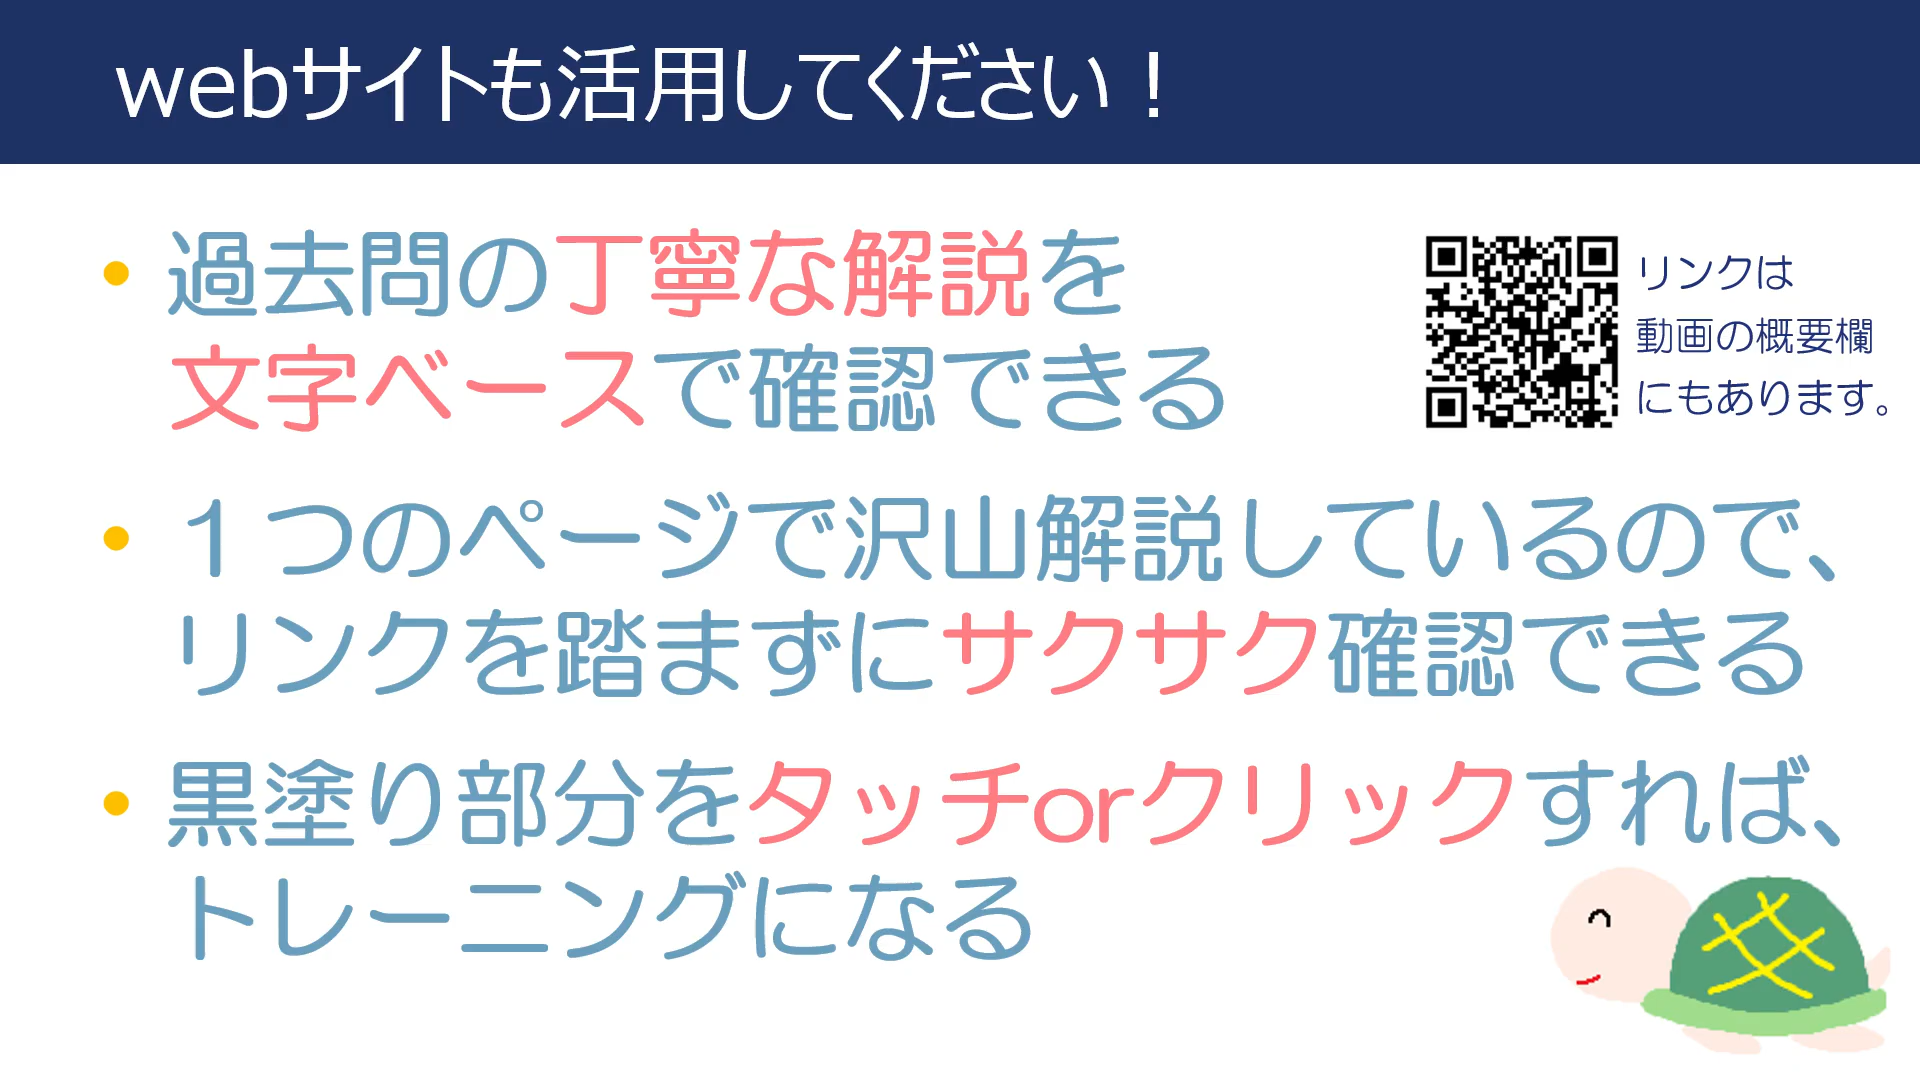 webサイトも活用してください！
• 過去問の丁寧な解説を
文字ベースで確認できる
リンクは
動画の概要欄
にもあります。
• １つのページで沢山解説しているので、
リンクを踏まずにサクサク確認できる
• 黒塗り部分をタッチorクリックすれば、
トレーニングになる